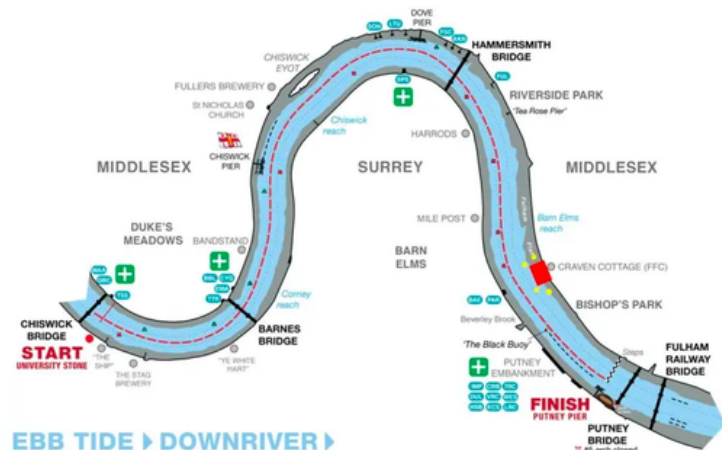 DOVE
PIER
HAMMERSMITH
BRIDGE
CHISWICK
EYOT
FULLERS BREWERY
St NICHOLAS
CHURCH
RIVERSIDE PARK
'Tea Rose Pier'
HARRODS
Chiswick
reach
CHISWICK
PIER
MIDDLESEX
SURREY
MIDDLESEX
DUKE'S
MEADOWS
BANDSTAND
MILE POST
Barn Elms
reach
Fulham
BARN
ELMS
CRAVEN COTTAGE (FFC)
BISHOP'S PARK
Corney
reach
CHISWICK
BRIDGE
START
UNIVERSITY STONE
"THE
SHIP"
THE STAG
BREWERY
"YE WHITE
HART"
BARNES
BRIDGE
Beverley Brook
'The Black Buoy'
PUTNEY
EMBANKMENT
Steps
FULHAM
RAILWAY
BRIDGE
FINISH
PUTNEY PIER
PUTNEY
BRIDGE
EBB TIDE DOWNRIVER